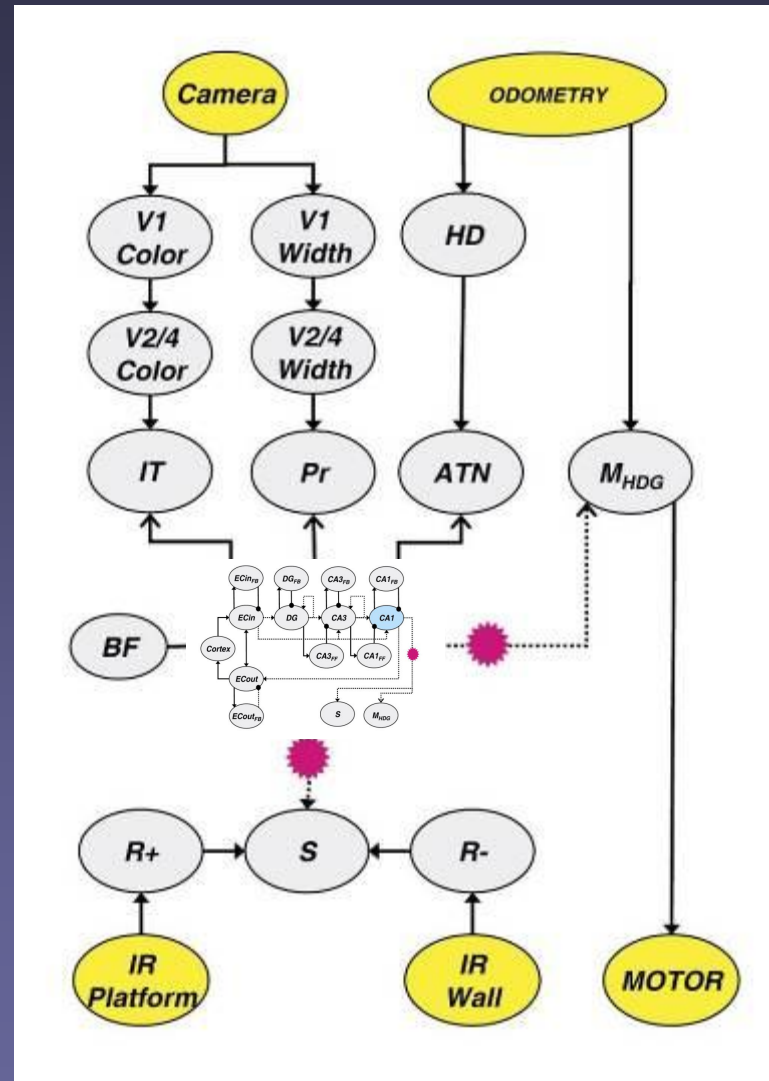 Camera
ODOMETRY
V1
Color
V1
Width
HD
V2/4
Color
V2/4
Width
IT
Pr
ATN
MHDG
ECinFB
DGFB
CA3FB
CA1FB
ECin
DG
CA3
CA1
BF
Cortex
CA3FF
CA1FF
ECout
ECoutFB
S
MHDG
R+
S
R-
IR
Platform
IR
Wall
MOTOR